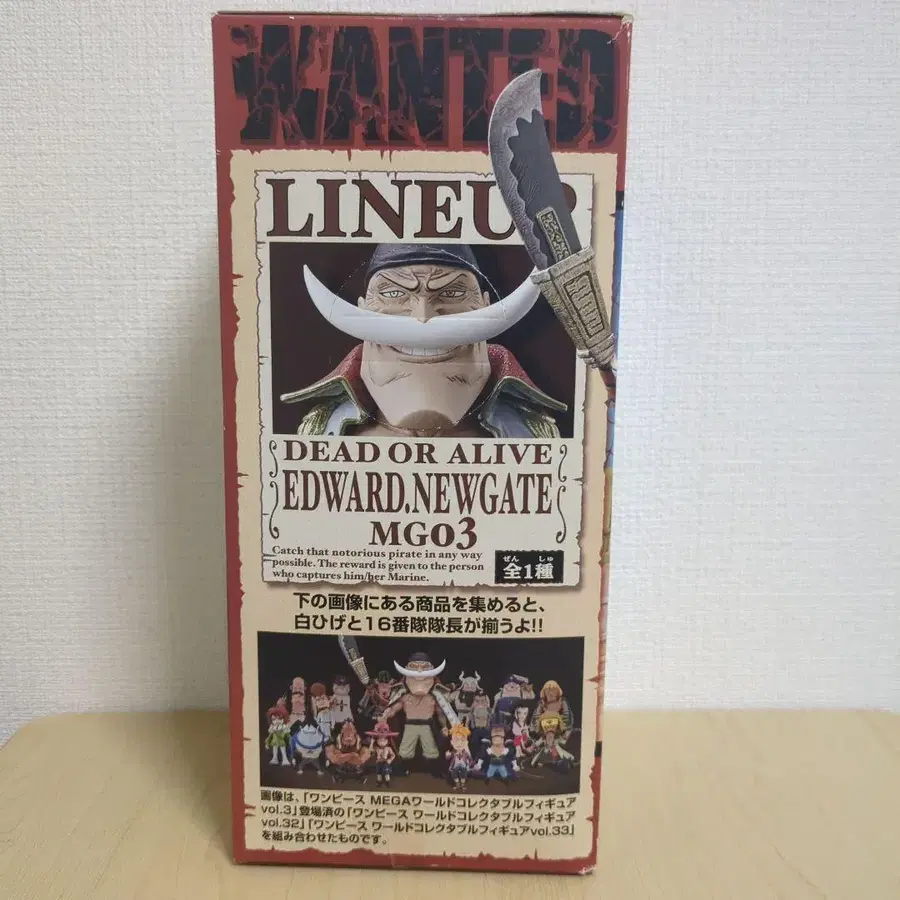 WANTED
LINEUP
DEAD OR ALIVE
EDWARD.NEWGATE
MG03
Catch that notorious pirate in any way
possible. The reward is given to the person
who captures him/her Marine.
ぜん しゅ
全1種
下の画像にある商品を集めると、
白ひげと16番隊隊長が揃うよ!!
画像は、「ワンピース MEGAワールドコレクタブルフィギュア
vol.3」登場済の「ワンピース ワールドコレクタブルフィギュア
vol.32」「ワンピース ワールドコレクタブルフィギュアvol.33」
を組み合わせたものです。